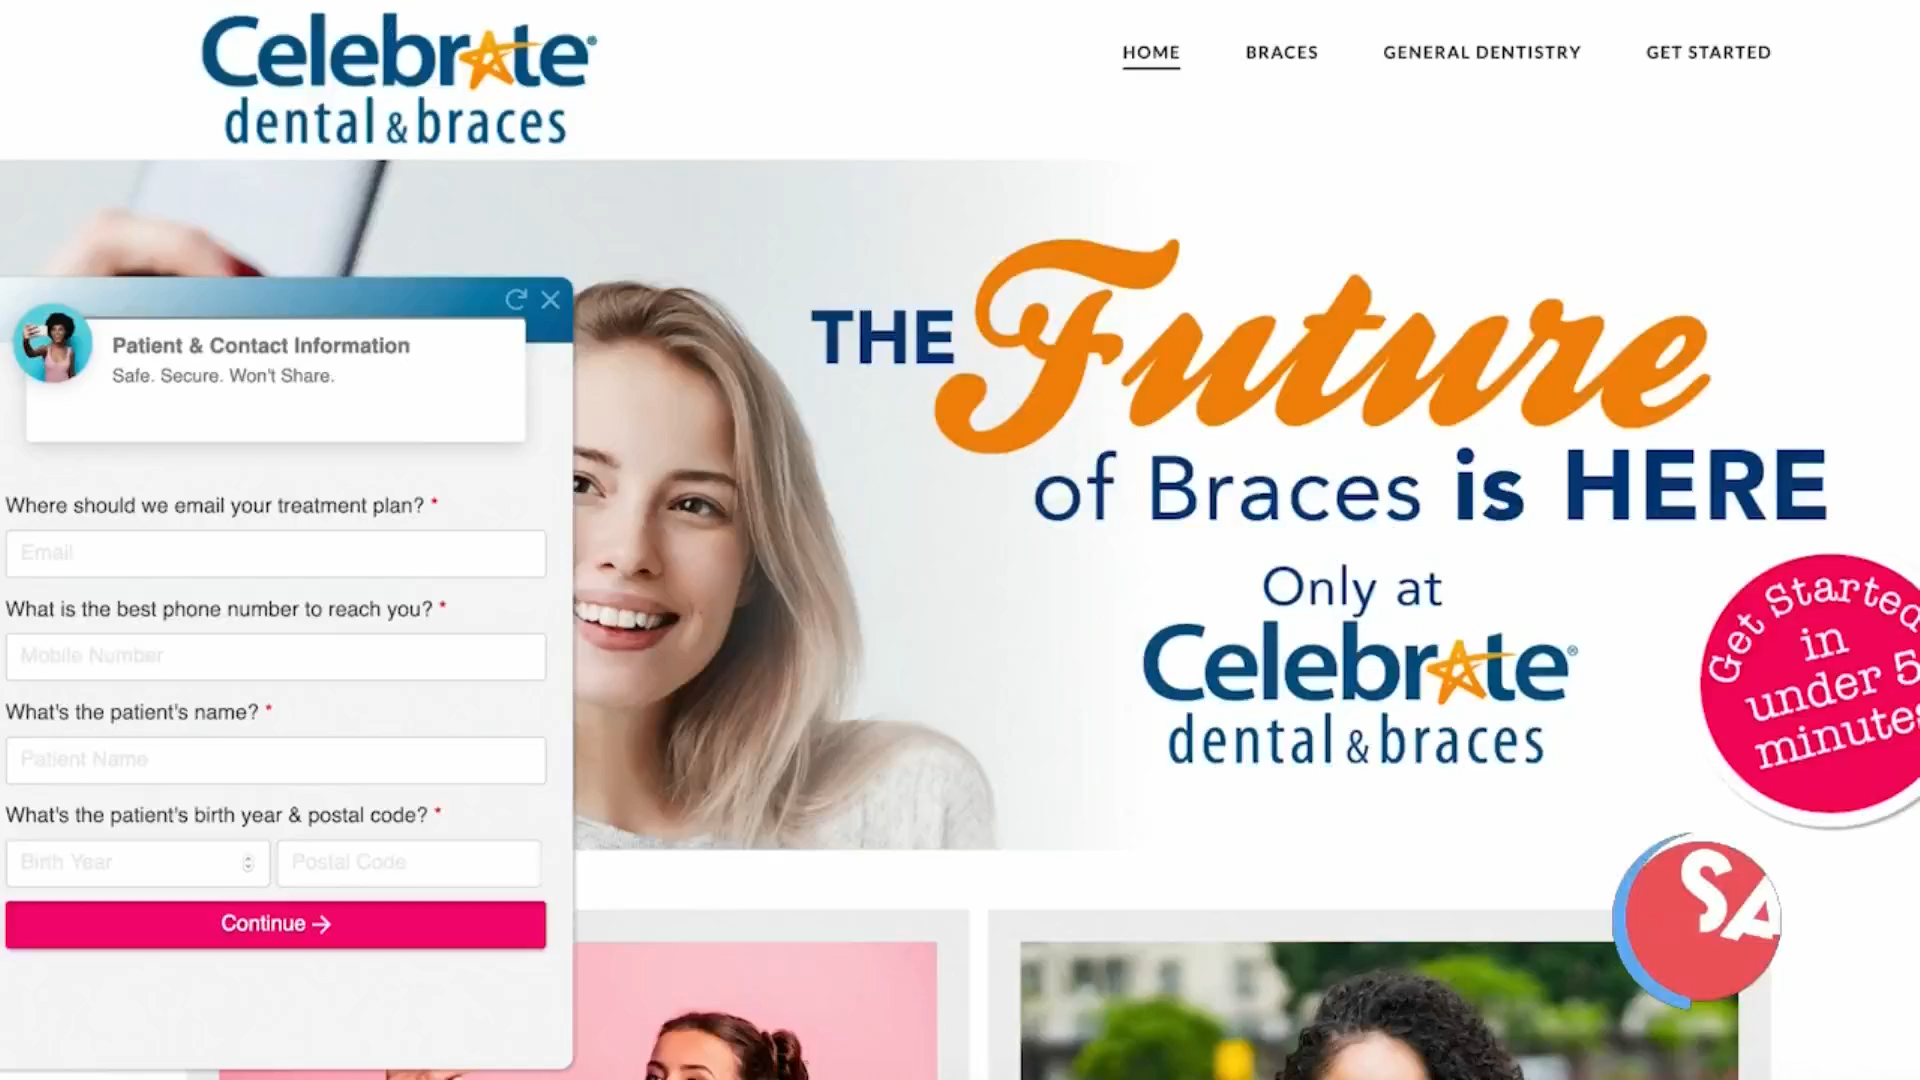 Celebrate®
dental & braces
HOME
BRACES
GENERAL DENTISTRY
GET STARTED
Patient & Contact Information
Safe. Secure. Won't Share.
Where should we email your treatment plan? *
Email
What is the best phone number to reach you? *
Mobile Number
What's the patient's name? *
Patient Name
What's the patient's birth year & postal code? *
Birth Year
Postal Code
Continue →
THE Future
of Braces is HERE
Only at
Celebrate®
dental & braces
Get Started
in
under 5
minutes
SA